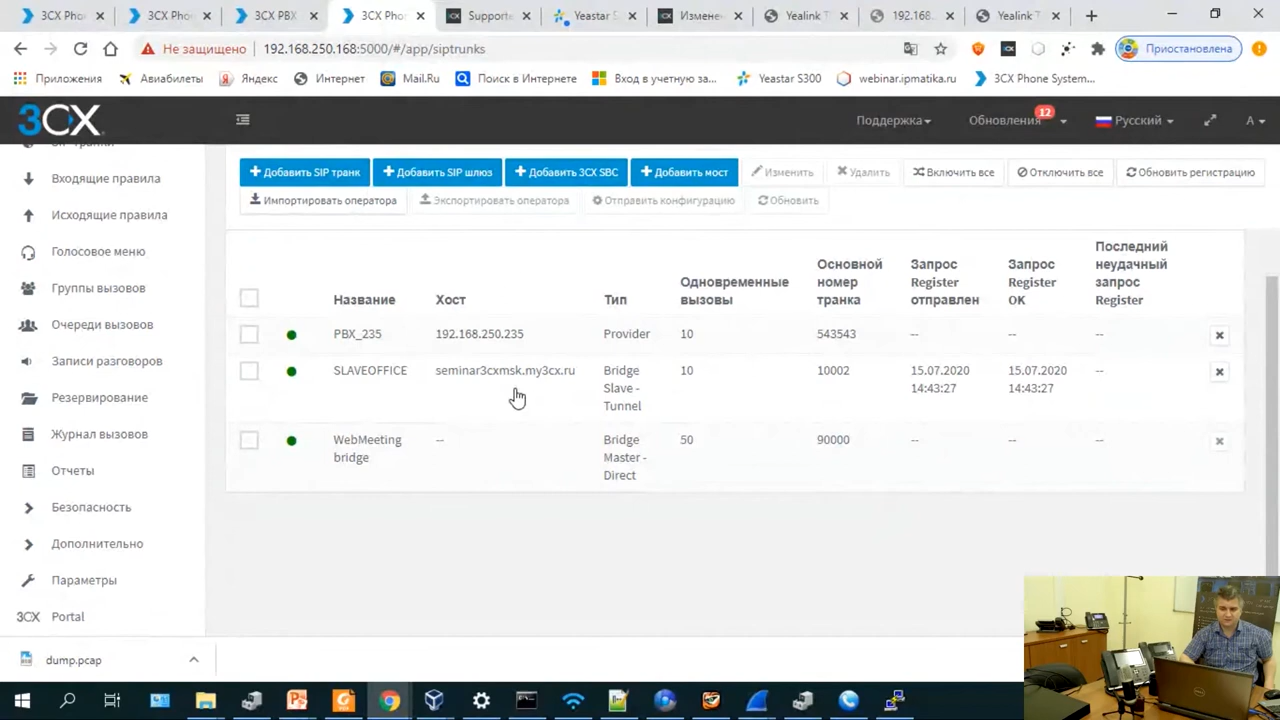 3CX Pho
3CX Pho
3CX PBX
3CX Pho
Supporte
Yeastar S
Изменен
Yealink T
192.168.
Yealink T
Не защищено
192.168.250.168:5000/#/app/siptrunks
Приостановлена
Приложения
Авиабилеты
Яндекс
Интернет
Mail.Ru
Поиск в Интернете
Вход в учетную за...
Yeastar S300
webinar.ipmatika.ru
3CX Phone System...
3CX
Поддержка
Обновления
12
Русский
A
Входящие правила
Исходящие правила
Голосовое меню
Группы вызовов
Очереди вызовов
Записи разговоров
Резервирование
Журнал вызовов
Отчеты
Безопасность
Дополнительно
Параметры
3CX Portal
Добавить SIP транк
Добавить SIP шлюз
Добавить 3CX SBC
Добавить мост
Изменить
Удалить
Включить все
Отключить все
Обновить регистрацию
Импортировать оператора
Экспортировать оператора
Отправить конфигурацию
Обновить
Название
Хост
Тип
Одновременные
вызовы
Основной
номер
транка
Запрос
Register
отправлен
Запрос
Register
OK
Последний
неудачный
запрос
Register
PBX_235
192.168.250.235
Provider
10
543543
--
--
--
SLAVEOFFICE
seminar3cxmsk.my3cx.ru
Bridge
Slave -
Tunnel
10
10002
15.07.2020
14:43:27
15.07.2020
14:43:27
--
WebMeeting
bridge
--
Bridge
Master -
Direct
50
90000
--
--
--
dump.pcap